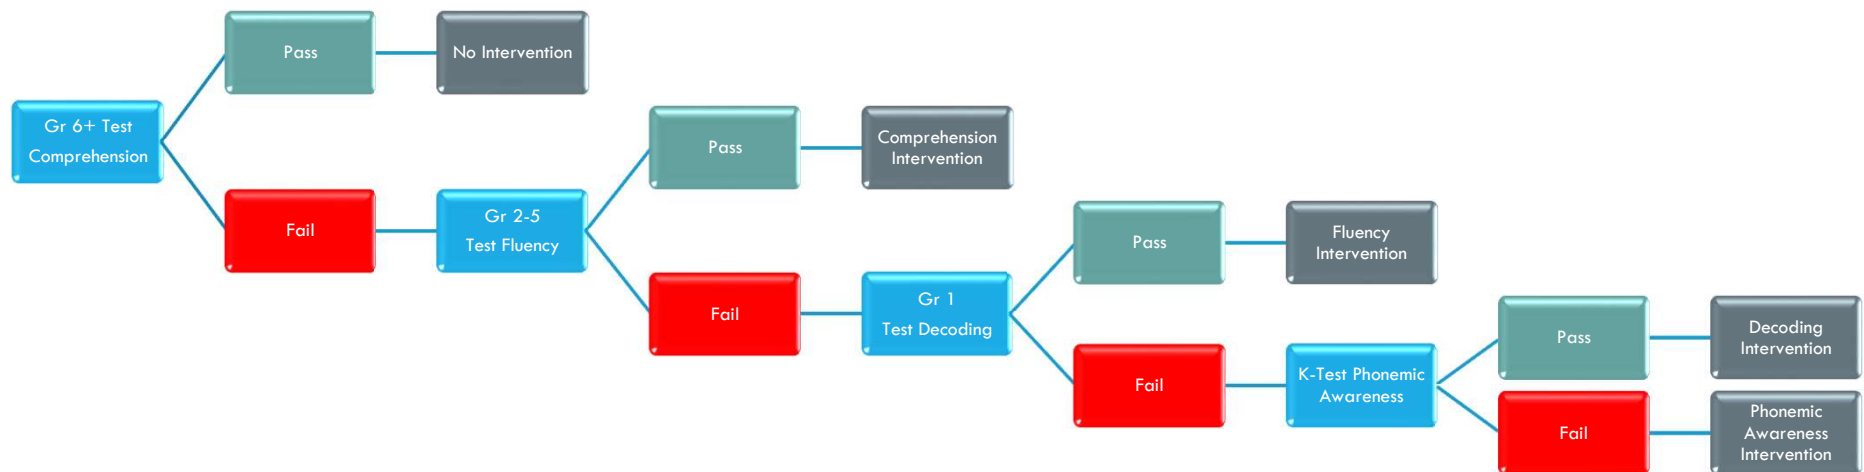 Pass
No Intervention
Gr 6+ Test
Comprehension
Fail
Gr 2-5
Test Fluency
Pass
Comprehension
Intervention
Fail
Gr 1
Test Decoding
Pass
Fluency
Intervention
Fail
K-Test Phonemic
Awareness
Pass
Decoding
Intervention
Fail
Phonemic
Awareness
Intervention